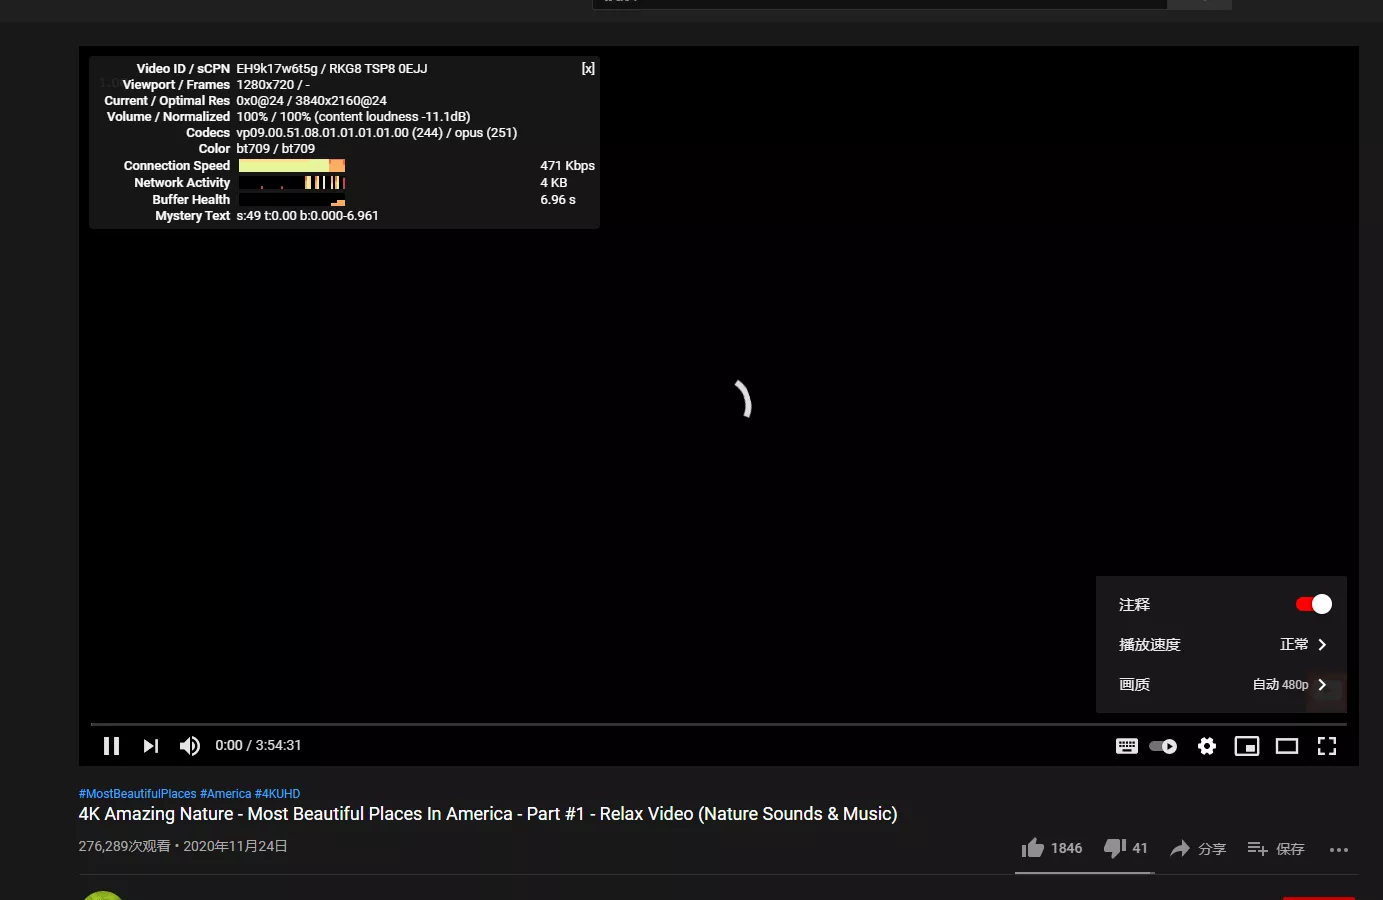 Video ID / sCPN EH9k17w6t5g / RKG8 TSP8 0EJJ [x]
Viewport / Frames 1280x720 / -
Current / Optimal Res 0x0@24 / 3840x2160@24
Volume / Normalized 100% / 100% (content loudness -11.1dB)
Codecs vp09.00.51.08.01.01.01.01.00 (244) / opus (251)
Color bt709 / bt709
Connection Speed 471 Kbps
Network Activity 4 KB
Buffer Health 6.96 s
Mystery Text s:49 t:0.00 b:0.000-6.961
注释
播放速度 正常
画质 自动 480p
0:00 / 3:54:31
#MostBeautifulPlaces #America #4KUHD
4K Amazing Nature - Most Beautiful Places In America - Part #1 - Relax Video (Nature Sounds & Music)
276,289次观看 • 2020年11月24日 1846 41 分享 保存